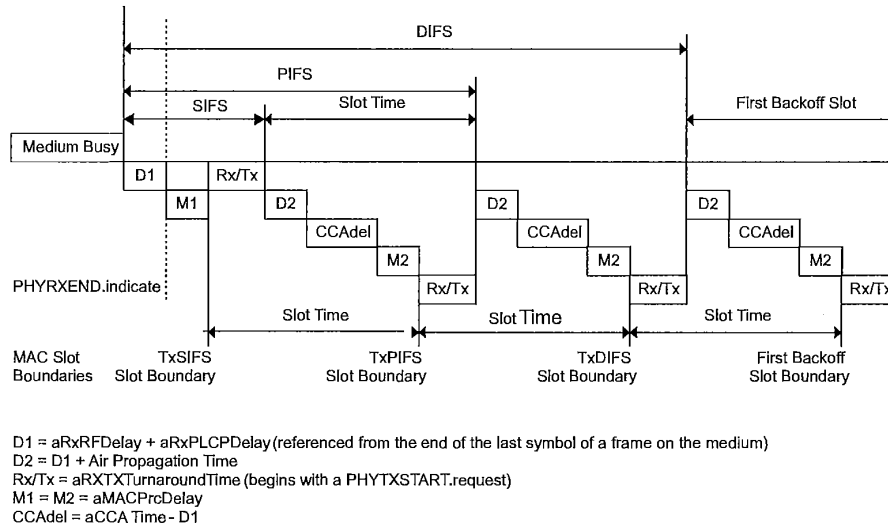 DIFS
PIFS
SIFS
Slot Time
First Backoff Slot
Medium Busy
D1
Rx/Tx
M1
D2
D2
D2
CCAdel
CCAdel
CCAdel
M2
M2
M2
PHYRXEND.indicate
Rx/Tx
Rx/Tx
Rx/Tx
Slot Time
Slot Time
Slot Time
MAC Slot
Boundaries
TxSIFS
Slot Boundary
TxPIFS
Slot Boundary
TxDIFS
Slot Boundary
First Backoff
Slot Boundary
D1 = aRxRFDelay + aRxPLCPDelay (referenced from the end of the last symbol of a frame on the medium)
D2 = D1 + Air Propagation Time
Rx/Tx = aRXTXTurnaroundTime (begins with a PHYTXSTART.request)
M1 = M2 = aMACPrcDelay
CCAdel = aCCA Time - D1